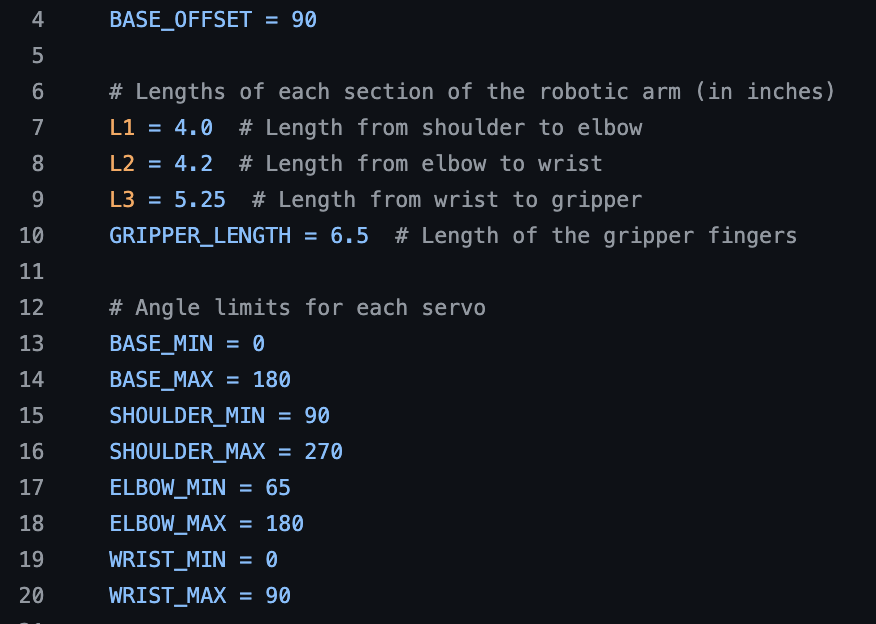 4 BASE_OFFSET = 90
5
6 # Lengths of each section of the robotic arm (in inches)
7 L1 = 4.0  # Length from shoulder to elbow
8 L2 = 4.2  # Length from elbow to wrist
9 L3 = 5.25  # Length from wrist to gripper
10 GRIPPER_LENGTH = 6.5  # Length of the gripper fingers
11
12 # Angle limits for each servo
13 BASE_MIN = 0
14 BASE_MAX = 180
15 SHOULDER_MIN = 90
16 SHOULDER_MAX = 270
17 ELBOW_MIN = 65
18 ELBOW_MAX = 180
19 WRIST_MIN = 0
20 WRIST_MAX = 90